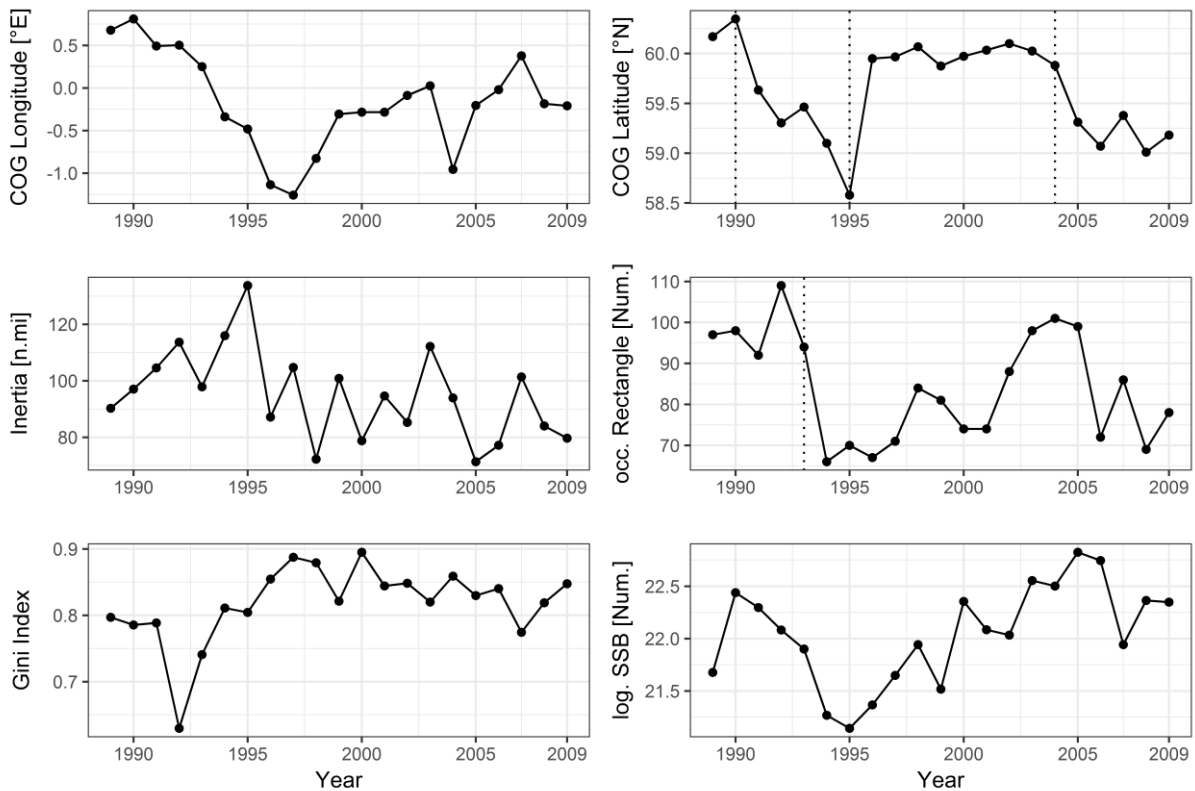 COG Longitude [°E]
0.5
0.0
-0.5
-1.0
1990 1995 2000 2005 2009
COG Latitude [°N]
60.0
59.5
59.0
58.5
1990 1995 2000 2005 2009
Inertia [n.mi]
120
100
80
1990 1995 2000 2005 2009
occ. Rectangle [Num.]
110
100
90
80
70
1990 1995 2000 2005 2009
Gini Index
0.9
0.8
0.7
1990 1995 2000 2005 2009
Year
log. SSB [Num.]
22.5
22.0
21.5
1990 1995 2000 2005 2009
Year